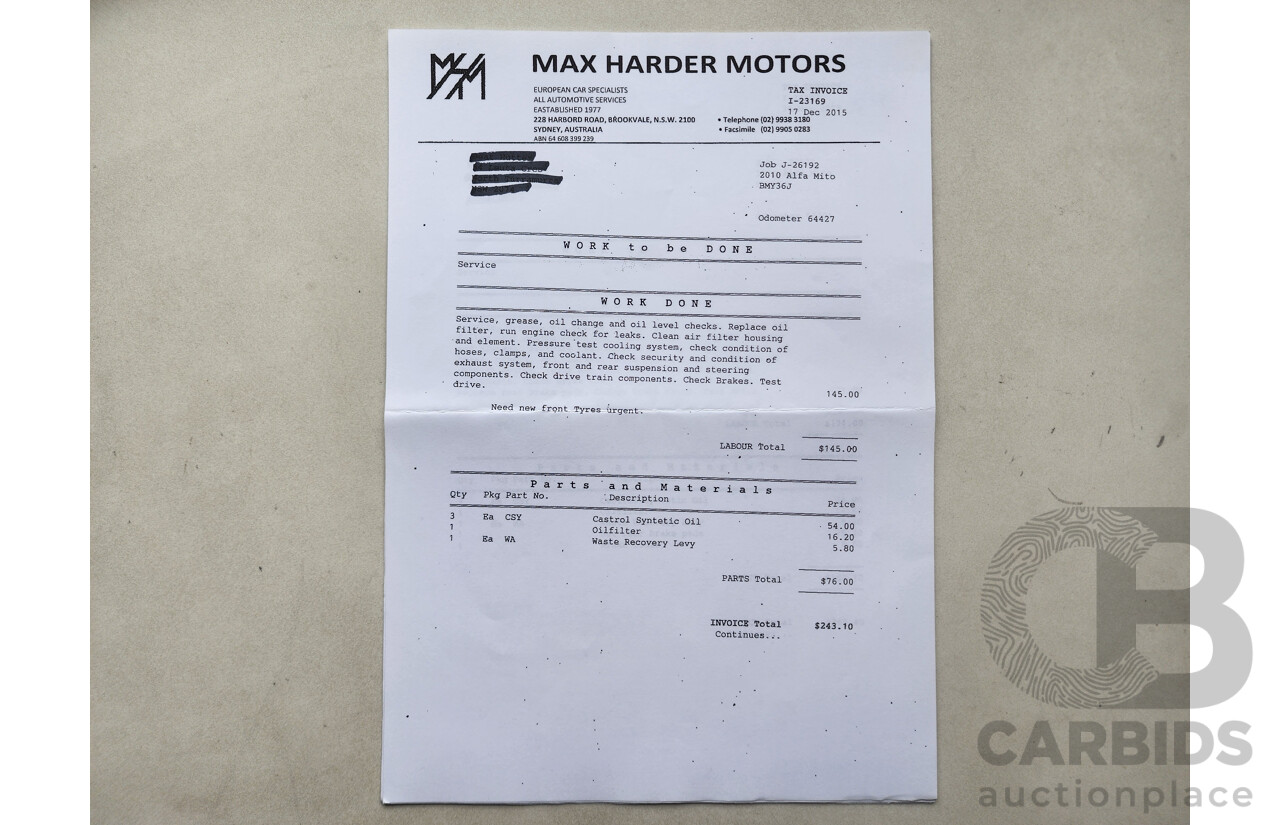 MAX HARDER MOTORS
EUROPEAN CAR SPECIALISTS
ALL AUTOMOTIVE SERVICES
EASTABLISHED 1977
228 HARBORD ROAD, BROOKVALE, N.S.W. 2100
SYDNEY, AUSTRALIA
ABN 64 608 399 239
TAX INVOICE
I-23169
17 Dec 2015
• Telephone (02) 9938 3180
• Facsimile (02) 9905 0283
Job J-26192
2010 Alfa Mito
BMY36J
Odometer 64427
WORK to be DONE
Service
WORK DONE
Service, grease, oil change and oil level checks. Replace oil
filter, run engine check for leaks. Clean air filter housing
and element. Pressure test cooling system, check condition of
hoses, clamps, and coolant. Check security and condition of
exhaust system, front and rear suspension and steering
components. Check drive train components. Check Brakes. Test
drive. 145.00
Need new front Tyres urgent.
LABOUR Total $145.00
Parts and Materials
Qty Pkg Part No. Description Price
3 Ea CSY Castrol Syntetic Oil 54.00
1 Oilfilter 16.20
1 Ea WA Waste Recovery Levy 5.80
PARTS Total $76.00
INVOICE Total $243.10
Continues...
CB
CARBIDS
auctionplace